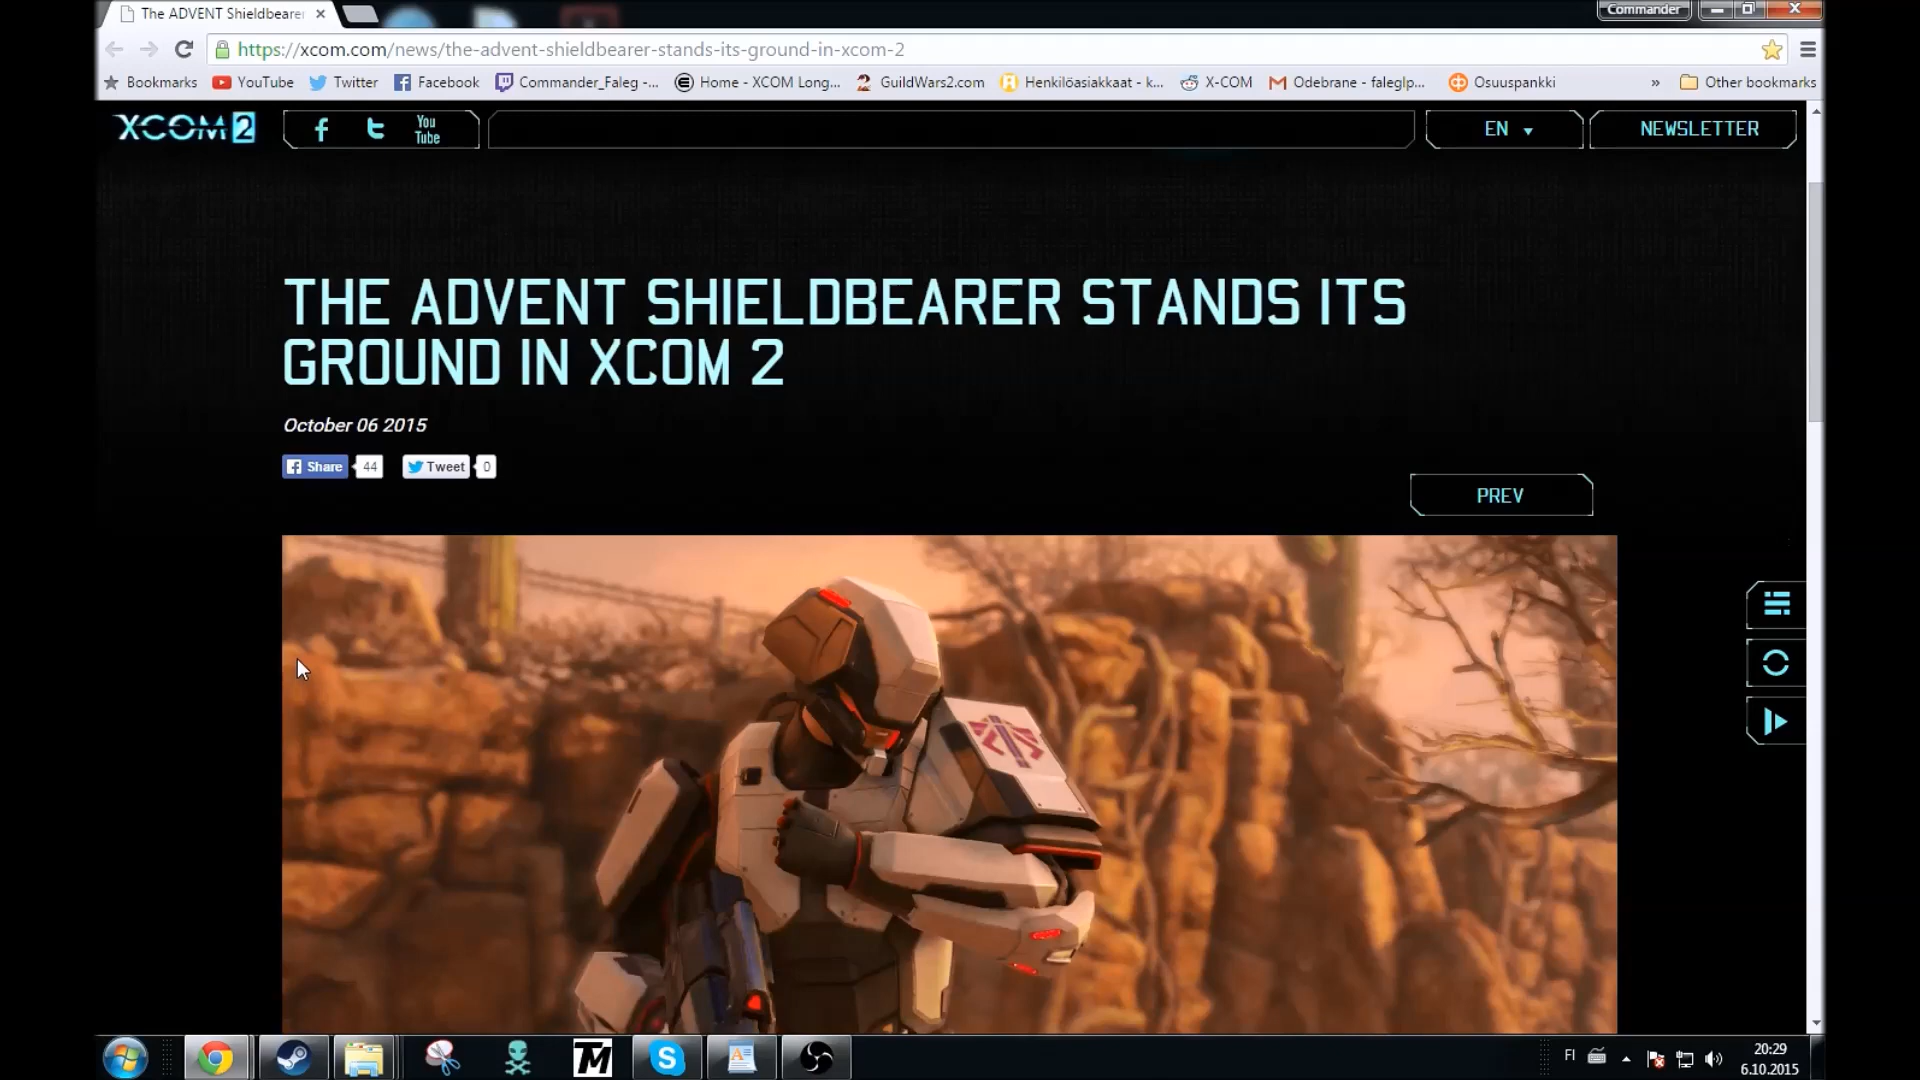 The ADVENT Shieldbearer
Commander
https://xcom.com/news/the-advent-shieldbearer-stands-its-ground-in-xcom-2
Bookmarks YouTube Twitter Facebook Commander_Faleg -... Home - XCOM Long... GuildWars2.com Henkilöasiakkaat - k... X-COM Odebrane - faleglp... Osuuspankki » Other bookmarks
XCOM 2 f You Tube EN NEWSLETTER
THE ADVENT SHIELDBEARER STANDS ITS
GROUND IN XCOM 2
October 06 2015
Share 44 Tweet 0
PREV
TM
FI
20:29
6.10.2015